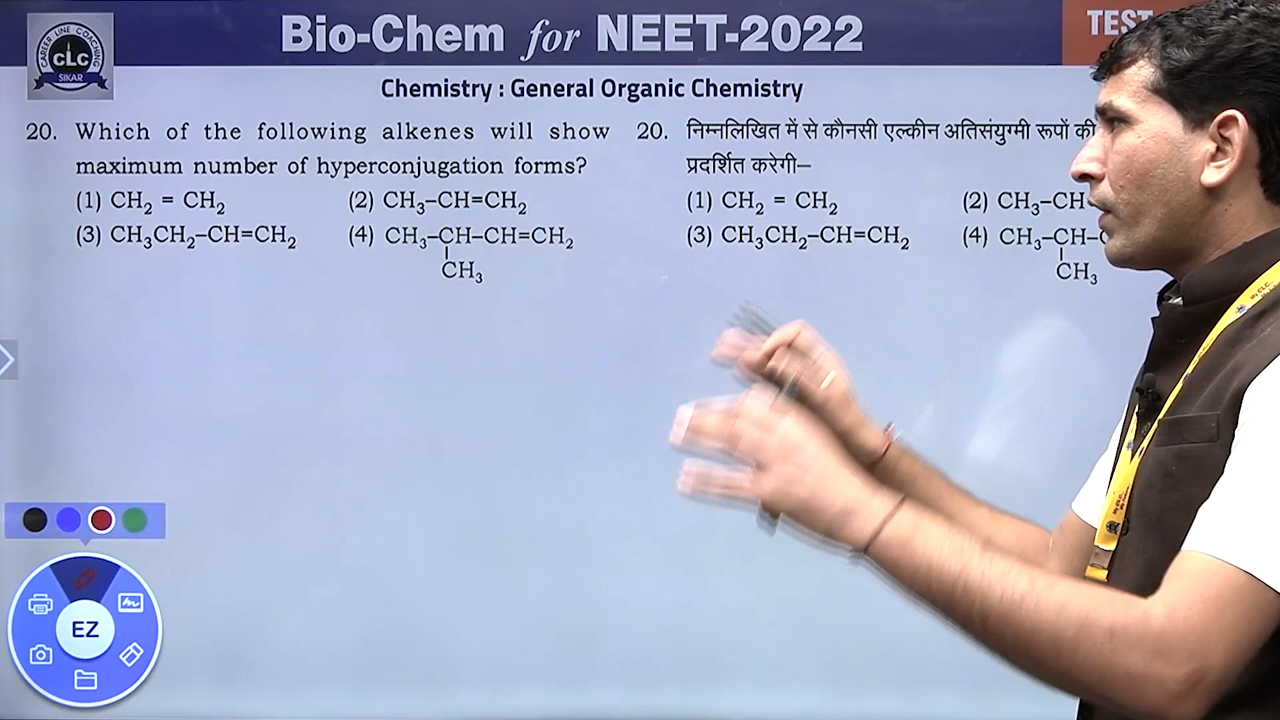 Bio-Chem for NEET-2022
TEST
CAREER LINE COACHING
CLC
SIKAR
Chemistry : General Organic Chemistry
20. Which of the following alkenes will show
maximum number of hyperconjugation forms?
(1) CH₂ = CH₂ (2) CH₃–CH=CH₂
(3) CH₃CH₂–CH=CH₂ (4) CH₃–CH–CH=CH₂
CH₃
20. निम्नलिखित में से कौनसी एल्कीन अतिसंयुग्मी रूपों की
प्रदर्शित करेगी–
(1) CH₂ = CH₂ (2) CH₃–CH
(3) CH₃CH₂–CH=CH₂ (4) CH₃–CH–
CH₃
EZ